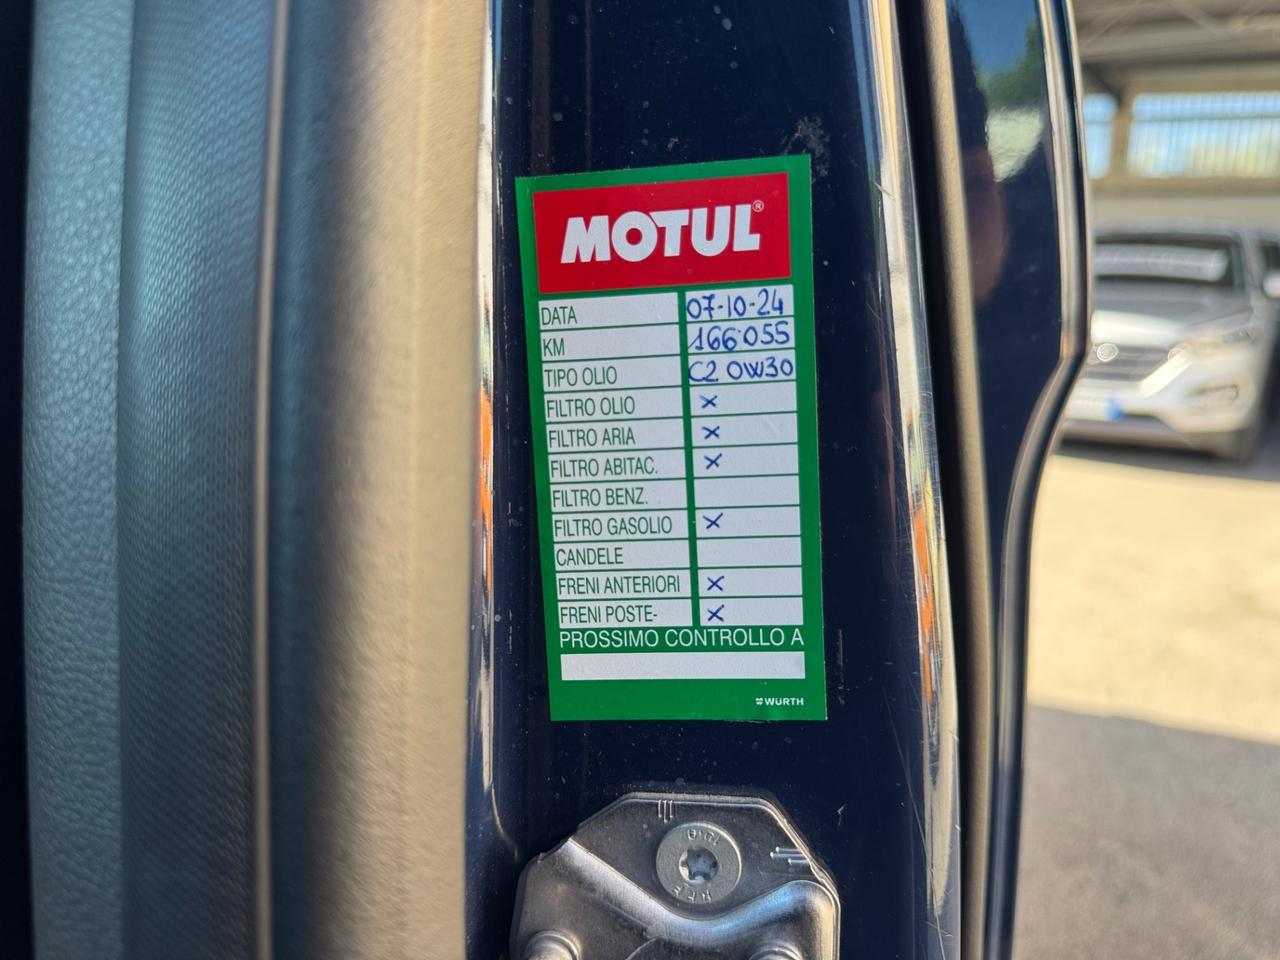 MOTUL®
DATA 07-10-24
KM 166055
TIPO OLIO C2 0W30
FILTRO OLIO x
FILTRO ARIA x
FILTRO ABITAC. x
FILTRO BENZ.
FILTRO GASOLIO x
CANDELE
FRENI ANTERIORI x
FRENI POSTE- x
PROSSIMO CONTROLLO A
WÜRTH